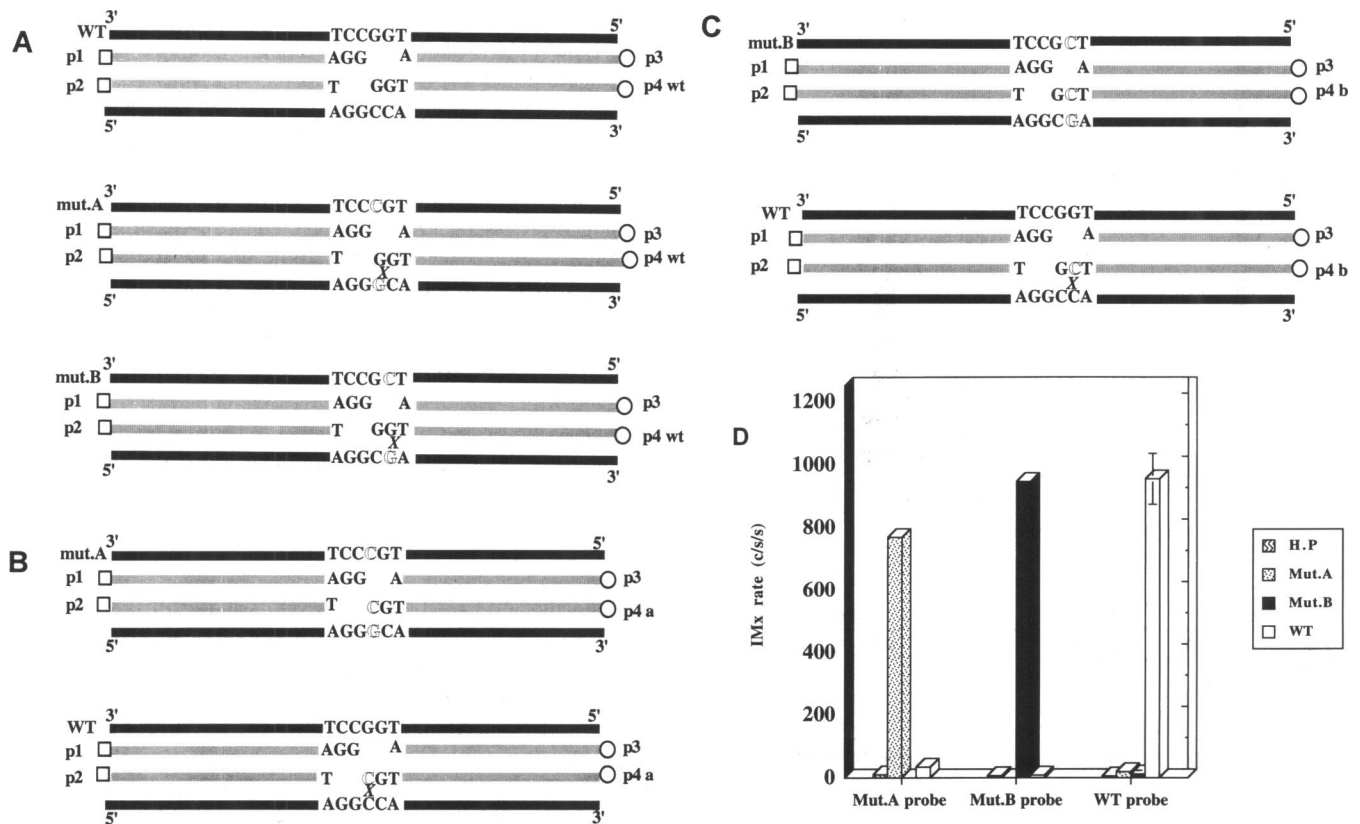 A
3' 5'
WT TCCGGT
p1 AGG A p3
p2 T GGT p4 wt
AGGCCA
5' 3'
3' 5'
mut.A TCCCGT
p1 AGG A p3
p2 T GGT p4 wt
X
AGGGCA
5' 3'
3' 5'
mut.B TCCGCT
p1 AGG A p3
p2 T GGT p4 wt
X
AGGCGA
5' 3'
B
3' 5'
mut.A TCCCGT
p1 AGG A p3
p2 T CGT p4 a
AGGGCA
5' 3'
3' 5'
WT TCCGGT
p1 AGG A p3
p2 T CGT p4 a
X
AGGCCA
5' 3'
C
3' 5'
mut.B TCCGCT
p1 AGG A p3
p2 T GCT p4 b
AGGCGA
5' 3'
3' 5'
WT TCCGGT
p1 AGG A p3
p2 T GCT p4 b
X
AGGCCA
5' 3'
D
IMx rate (c/s/s)
1200
1000
800
600
400
200
0
Mut.A probe Mut.B probe WT probe
H.P
Mut.A
Mut.B
WT